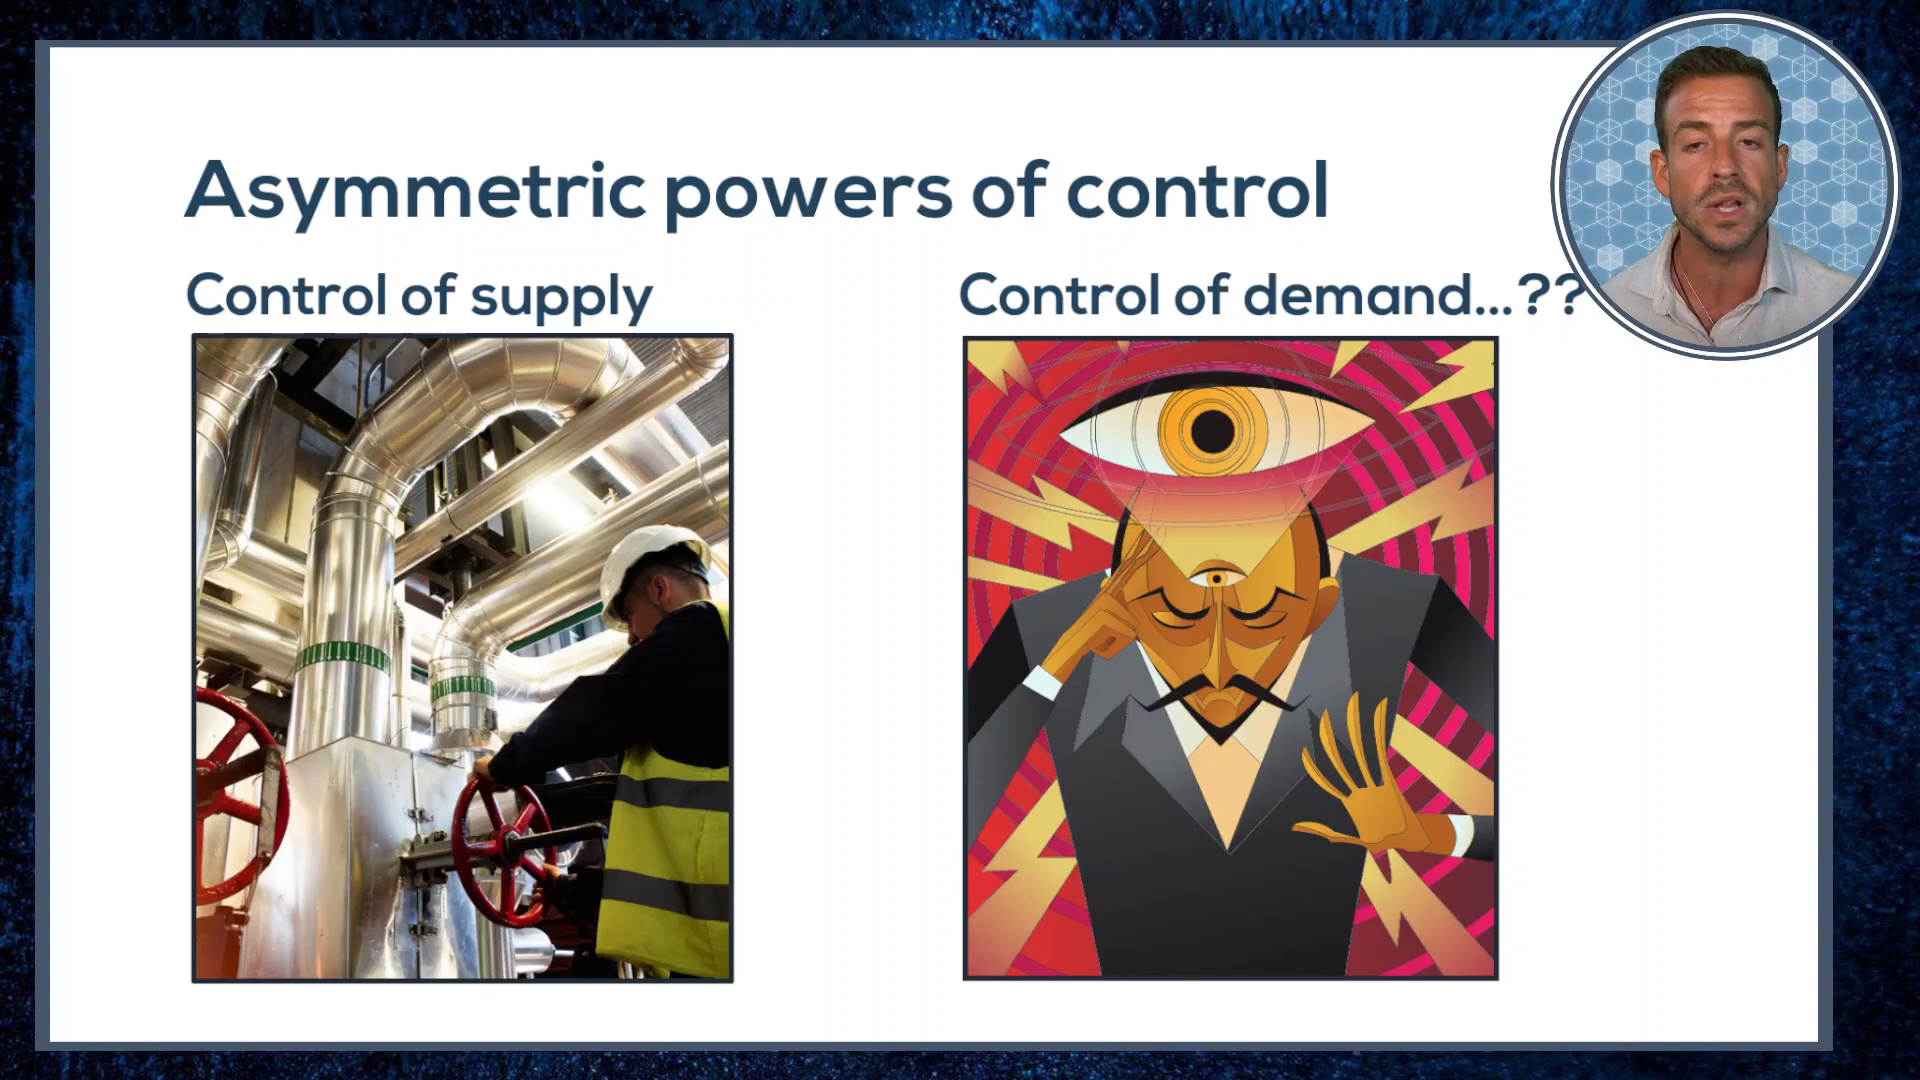 Asymmetric powers of control
Control of supply
Control of demand...??